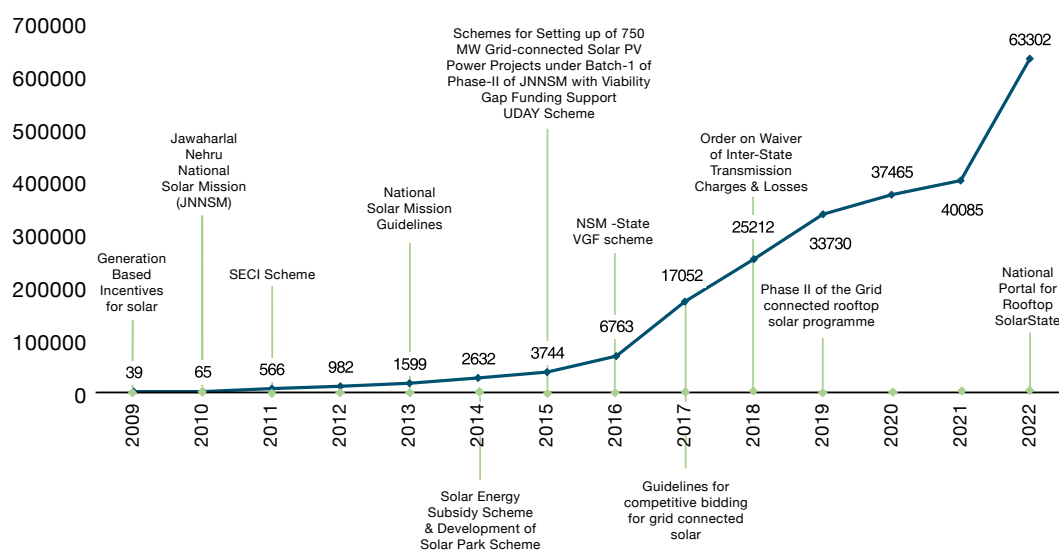 700000
600000
500000
400000
300000
200000
100000
0
Schemes for Setting up of 750
MW Grid-connected Solar PV
Power Projects under Batch-1 of
Phase-II of JNNSM with Viability
Gap Funding Support
UDAY Scheme
63302
Jawaharlal
Nehru
National
Solar Mission
(JNNSM)
Order on Waiver
of Inter-State
Transmission
Charges & Losses
37465
National
Solar Mission
Guidelines
40085
NSM -State
VGF scheme
25212
33730
Generation
Based
Incentives
for solar
SECI Scheme
17052
Phase II of the Grid
connected rooftop
solar programme
National
Portal for
Rooftop
SolarState
6763
39
65
566
982
1599
2632
3744
2009
2010
2011
2012
2013
2014
2015
2016
2017
2018
2019
2020
2021
2022
Solar Energy
Subsidy Scheme
& Development of
Solar Park Scheme
Guidelines for
competitive bidding
for grid connected
solar